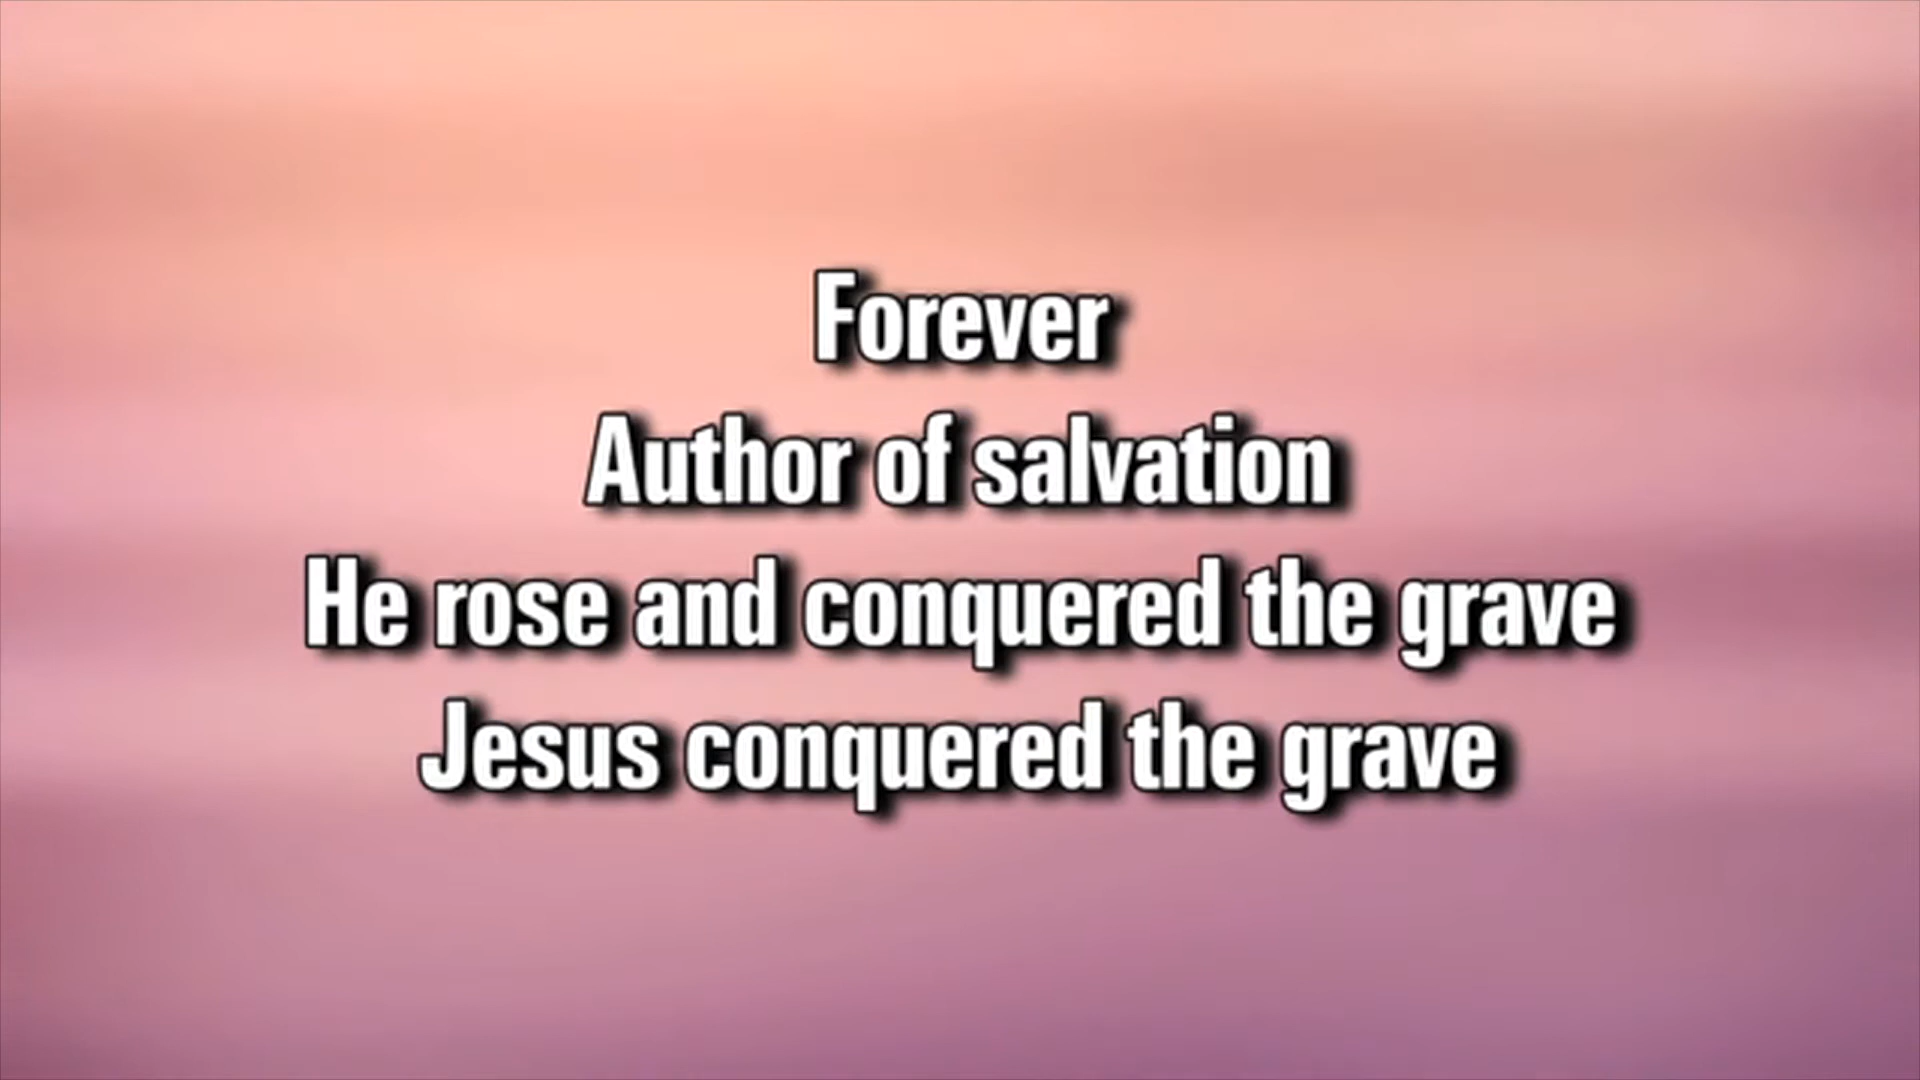 Forever
Author of salvation
He rose and conquered the grave
Jesus conquered the grave